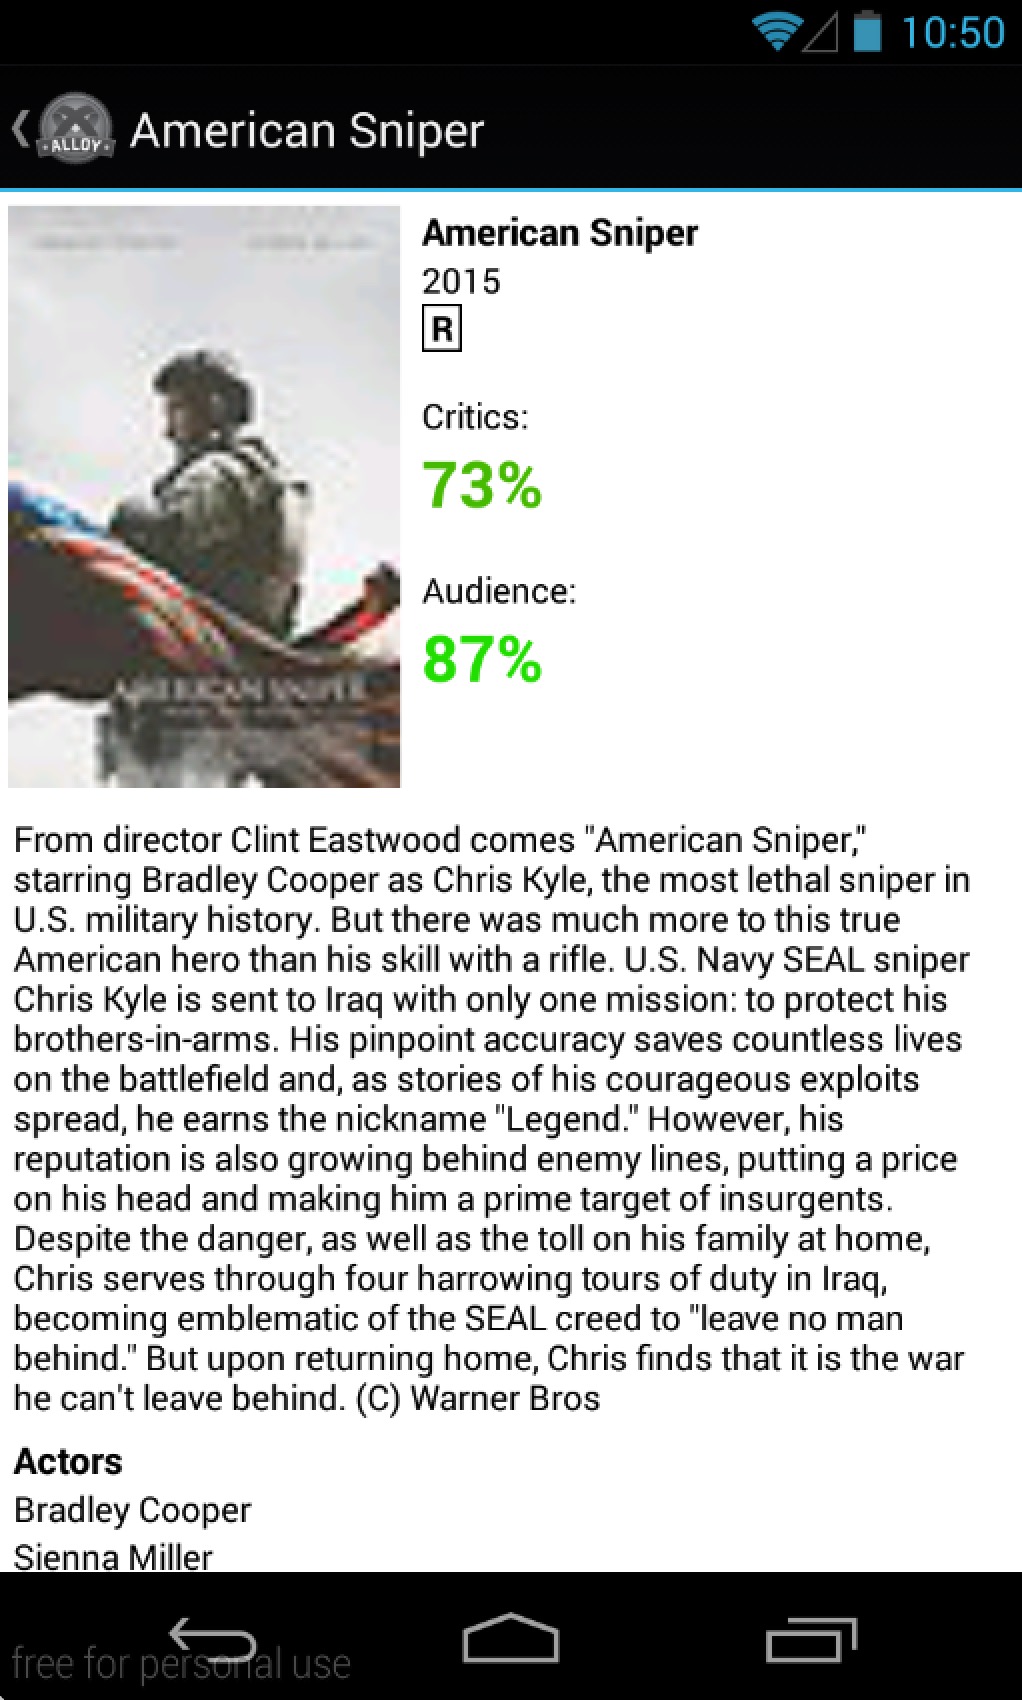 10:50
ALLOY
American Sniper
American Sniper
2015
R
Critics:
73%
Audience:
87%
AMERICAN SNIPER
From director Clint Eastwood comes "American Sniper,"
starring Bradley Cooper as Chris Kyle, the most lethal sniper in
U.S. military history. But there was much more to this true
American hero than his skill with a rifle. U.S. Navy SEAL sniper
Chris Kyle is sent to Iraq with only one mission: to protect his
brothers-in-arms. His pinpoint accuracy saves countless lives
on the battlefield and, as stories of his courageous exploits
spread, he earns the nickname "Legend." However, his
reputation is also growing behind enemy lines, putting a price
on his head and making him a prime target of insurgents.
Despite the danger, as well as the toll on his family at home,
Chris serves through four harrowing tours of duty in Iraq,
becoming emblematic of the SEAL creed to "leave no man
behind." But upon returning home, Chris finds that it is the war
he can't leave behind. (C) Warner Bros
Actors
Bradley Cooper
Sienna Miller
free for personal use